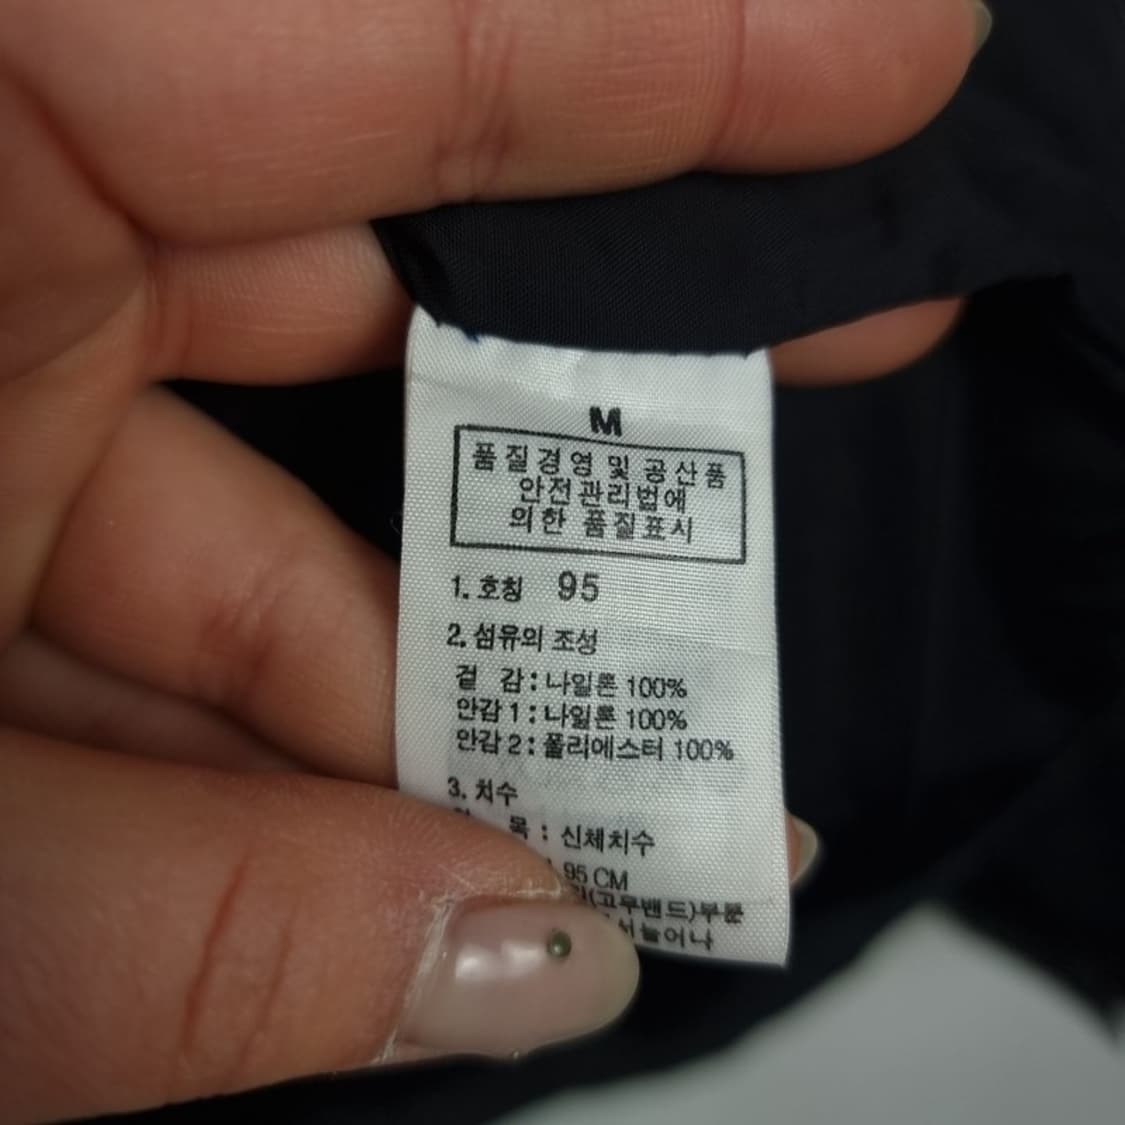 M
품질경영 및 공산품
안전관리법에
의한 품질표시
1. 호칭 95
2. 섬유의 조성
겉 감 : 나일론 100%
안감 1 : 나일론 100%
안감 2 : 폴리에스터 100%
3. 치수
목 : 신체치수
95 CM
(고무밴드)부분
늘어나